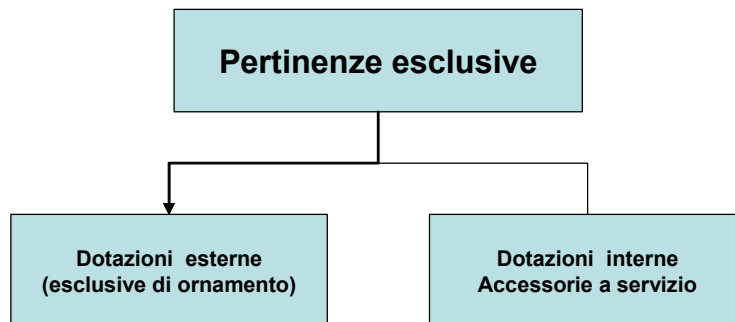 Pertinenze esclusive
Dotazioni esterne
(esclusive di ornamento)
Dotazioni interne
Accessorie a servizio